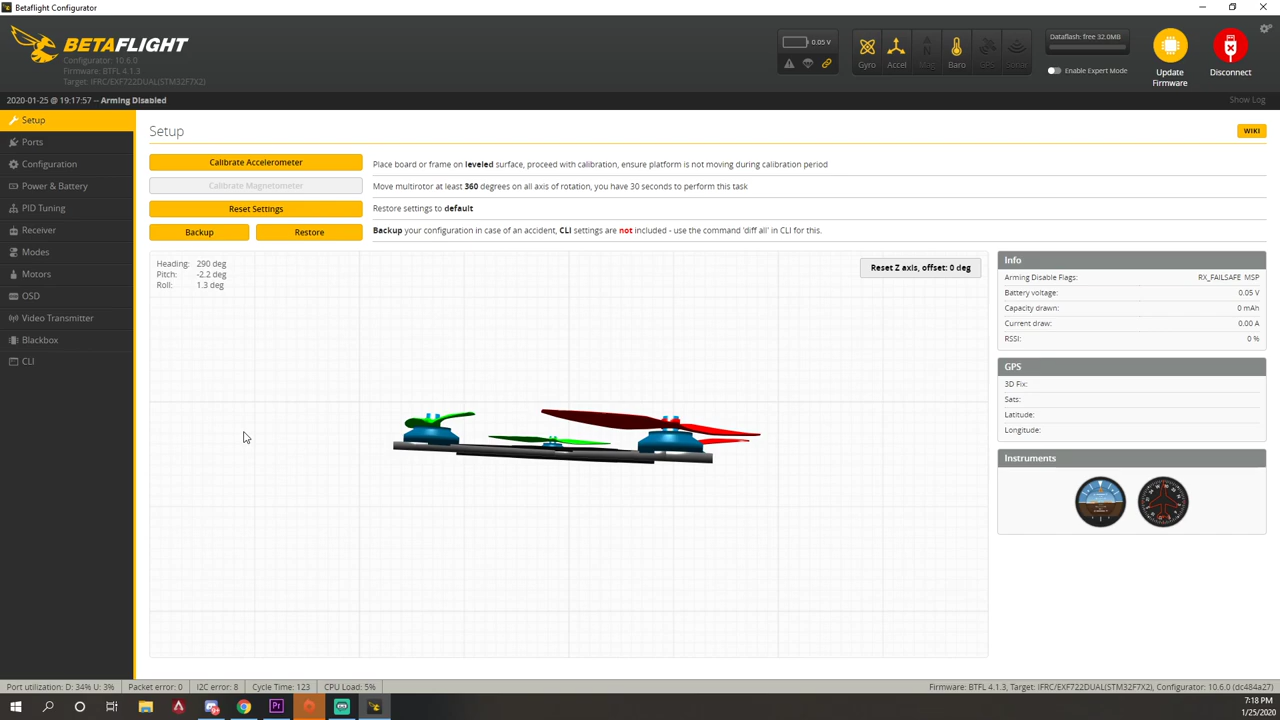 Betaflight Configurator
BETAFLIGHT
Configurator: 10.6.0
Firmware: BTFL 4.1.3
Target: IFRC/EXF722DUAL(STM32F7X2)
0.05 V
Gyro
Accel
Mag
Baro
GPS
Sonar
Dataflash: free 32.0MB
Enable Expert Mode
Update
Firmware
Disconnect
2020-01-25 @ 19:17:57 -- Arming Disabled
Show Log
Setup
Ports
Configuration
Power & Battery
PID Tuning
Receiver
Modes
Motors
OSD
Video Transmitter
Blackbox
CLI
Setup
WIKI
Calibrate Accelerometer
Place board or frame on leveled surface, proceed with calibration, ensure platform is not moving during calibration period
Calibrate Magnetometer
Move multirotor at least 360 degrees on all axis of rotation, you have 30 seconds to perform this task
Reset Settings
Restore settings to default
Backup
Restore
Backup your configuration in case of an accident, CLI settings are not included - use the command 'diff all' in CLI for this.
Heading: 290 deg
Pitch: -2.2 deg
Roll: 1.3 deg
Reset Z axis, offset: 0 deg
Info
Arming Disable Flags: RX_FAILSAFE MSP
Battery voltage: 0.05 V
Capacity drawn: 0 mAh
Current draw: 0.00 A
RSSI: 0 %
GPS
3D Fix:
Sats:
Latitude:
Longitude:
Instruments
Port utilization: D: 34% U: 3%
Packet error: 0
I2C error: 8
Cycle Time: 123
CPU Load: 5%
Firmware: BTFL 4.1.3, Target: IFRC/EXF722DUAL(STM32F7X2), Configurator: 10.6.0 (dc484a27)
Pr
7:18 PM
1/25/2020